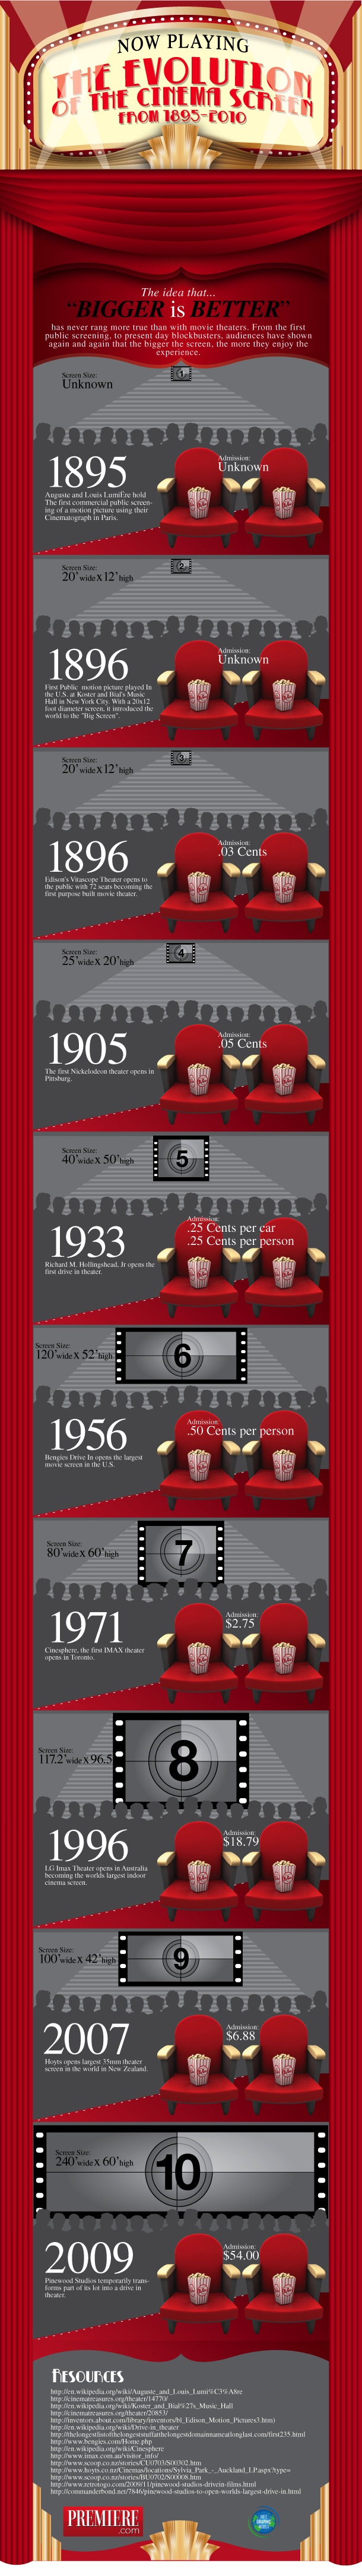 NOW PLAYING
THE EVOLUTION
OF THE CINEMA SCREEN
FROM 1895-2010
The idea that...
"BIGGER is BETTER"
has never rang more true than with movie theaters. From the first
public screening, to present day blockbusters, audiences have shown
again and again that the bigger the screen, the more they enjoy the
experience.
1
Screen Size:
Unknown
1895
Auguste and Louis Lumiİre hold
The first commercial public screen-
ing of a motion picture using their
Cinematograph in Paris.
Admission:
Unknown
2
Screen Size:
20' wide X 12' high
1896
First Public motion picture played In
the U.S. at Koster and Bial's Music
Hall in New York City. With a 20x12
foot diameter screen, it introduced the
world to the "Big Screen".
Admission:
Unknown
3
Screen Size:
20' wide X 12' high
1896
Edison's Vitascope Theater opens to
the public with 72 seats becoming the
first purpose built movie theater.
Admission:
.03 Cents
4
Screen Size:
25' wide X 20' high
1905
The first Nickelodeon theater opens in
Pittsburg.
Admission:
.05 Cents
5
Screen Size:
40' wide X 50' high
1933
Richard M. Hollingshead, Jr opens the
first drive in theater.
Admission:
.25 Cents per car
.25 Cents per person
6
Screen Size:
120' wide X 52' high
1956
Bengies Drive In opens the largest
movie screen in the U.S.
Admission:
.50 Cents per person
7
Screen Size:
80' wide X 60' high
1971
Cinesphere, the first IMAX theater
opens in Toronto.
Admission:
$2.75
8
Screen Size:
117.2' wide X 96.5
1996
LG Imax Theater opens in Australia
becoming the worlds largest indoor
cinema screen.
Admission:
$18.79
9
Screen Size:
100' wide X 42' high
2007
Hoyts opens largest 35mm theater
screen in the world in New Zealand.
Admission:
$6.88
10
Screen Size:
240' wide X 60' high
2009
Pinewood Studios temporarily trans-
forms part of its lot into a drive in
theater.
Admission:
$54.00
RESOURCES
http://en.wikipedia.org/wiki/Auguste_and_Louis_Lumi%C3%A8re
http://cinematreasures.org/theater/14770/
http://en.wikipedia.org/wiki/Koster_and_Bial%27s_Music_Hall
http://cinematreasures.org/theater/20853/
http://inventors.about.com/library/inventors/bl_Edison_Motion_Pictures3.htm)
http://en.wikipedia.org/wiki/Drive-in_theater
http://thelongestlistofthelongeststuffatthelongestdomainnameatlonglast.com/first235.html
http://www.bengies.com/Home.php
http://en.wikipedia.org/wiki/Cinesphere
http://www.imax.com.au/visitor_info/
http://www.scoop.co.nz/stories/CU0703/S00302.htm
http://www.hoyts.co.nz/Cinemas/locations/Sylvia_Park_-_Auckland_LP.aspx?type=
http://www.scoop.co.nz/stories/BU0702/S00008.htm
http://www.retrotogo.com/2009/11/pinewood-studios-drivein-films.html
http://commanderbond.net/7846/pinewood-studios-to-open-worlds-largest-drive-in.html
PREMIERE
.com